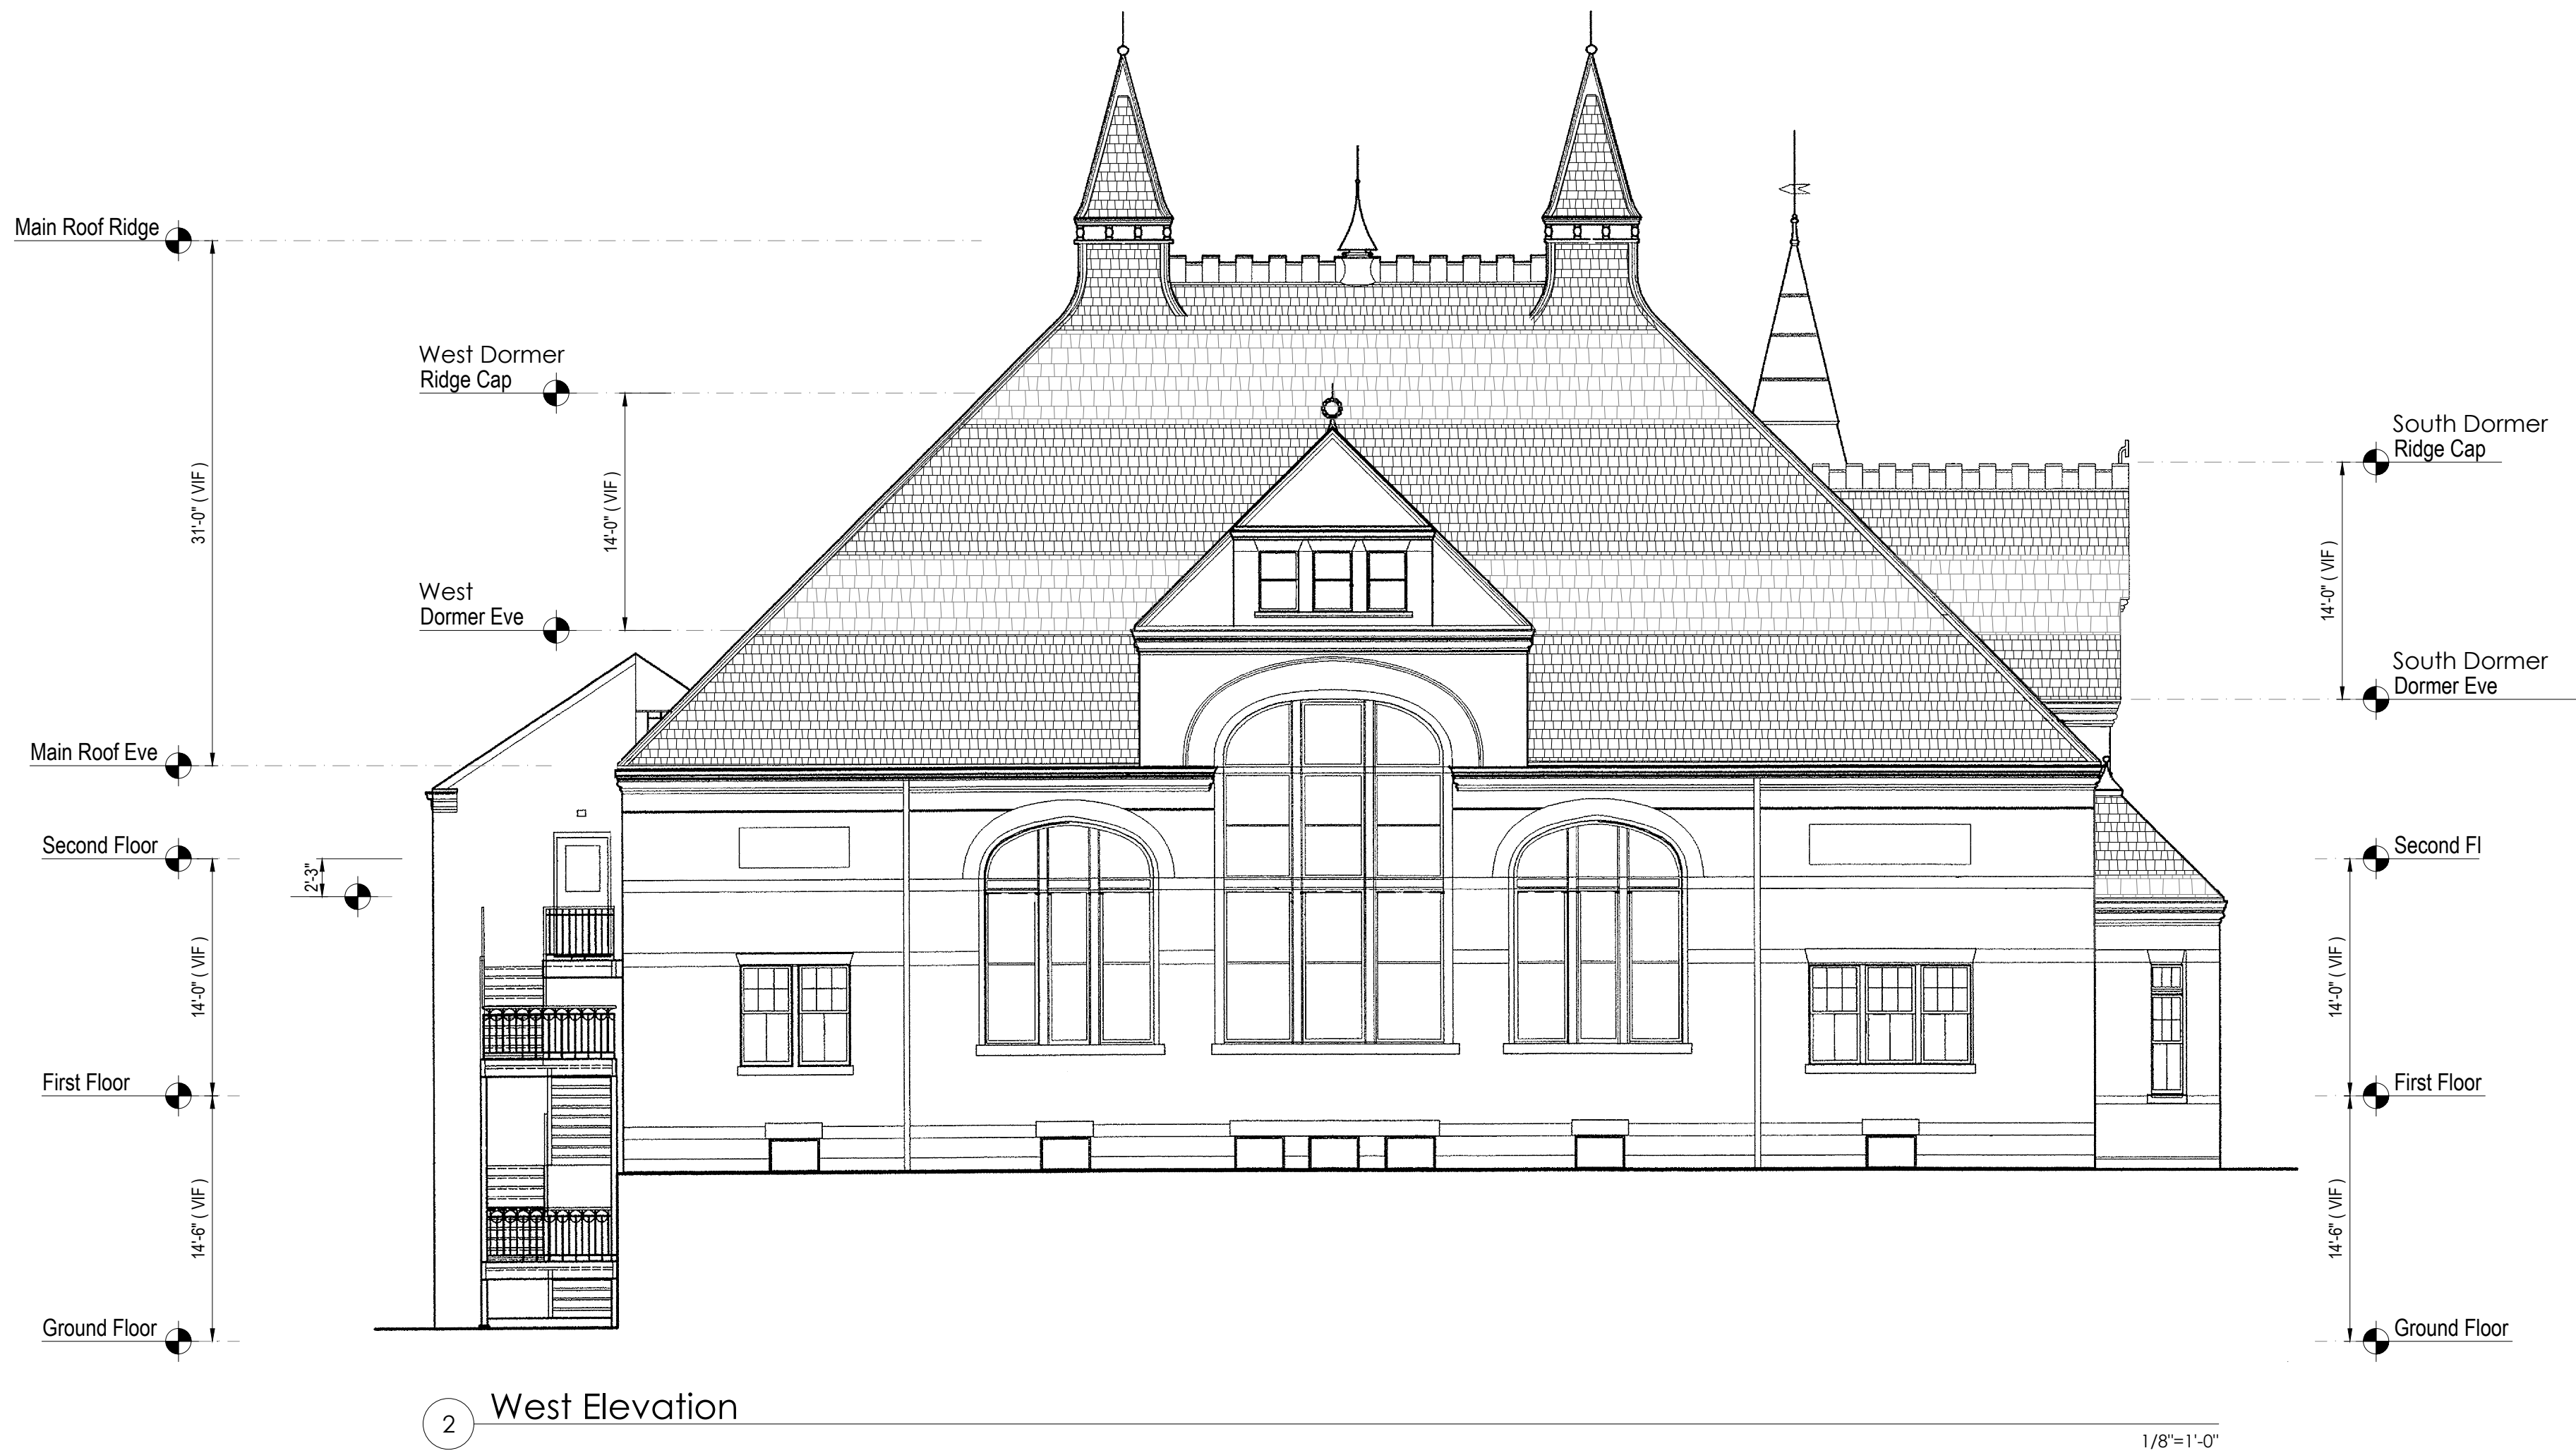 Main Roof Ridge
31'-0" ( VIF )
West Dormer
Ridge Cap
14'-0" ( VIF )
West
Dormer Eve
Main Roof Eve
Second Floor
2'-3"
14'-0" ( VIF )
First Floor
14'-6" ( VIF )
Ground Floor
South Dormer
Ridge Cap
14'-0" ( VIF )
South Dormer
Dormer Eve
Second Fl
14'-0" ( VIF )
First Floor
14'-6" ( VIF )
Ground Floor
2 West Elevation
1/8"=1'-0"